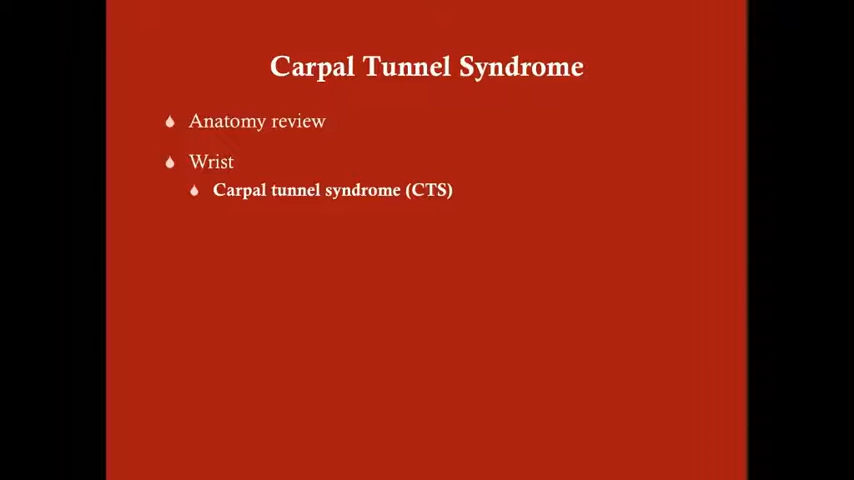 Carpal Tunnel Syndrome
Anatomy review
Wrist
Carpal tunnel syndrome (CTS)